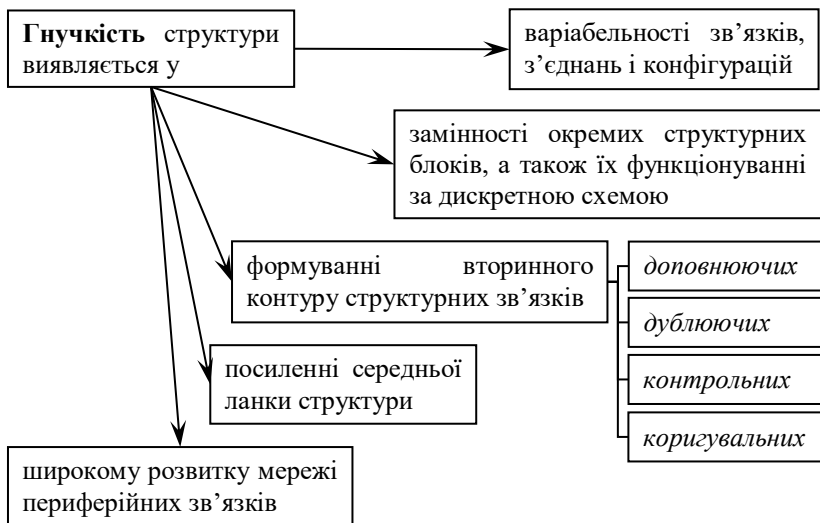 Гнучкість структури
виявляється у
варіабельності зв’язків,
з’єднань і конфігурацій
замінності окремих структурних
блоків, а також їх функціонуванні
за дискретною схемою
формуванні вторинного
контуру структурних зв’язків
доповнюючих
дублюючих
контрольних
коригувальних
посиленні середньої
ланки структури
широкому розвитку мережі
периферійних зв’язків